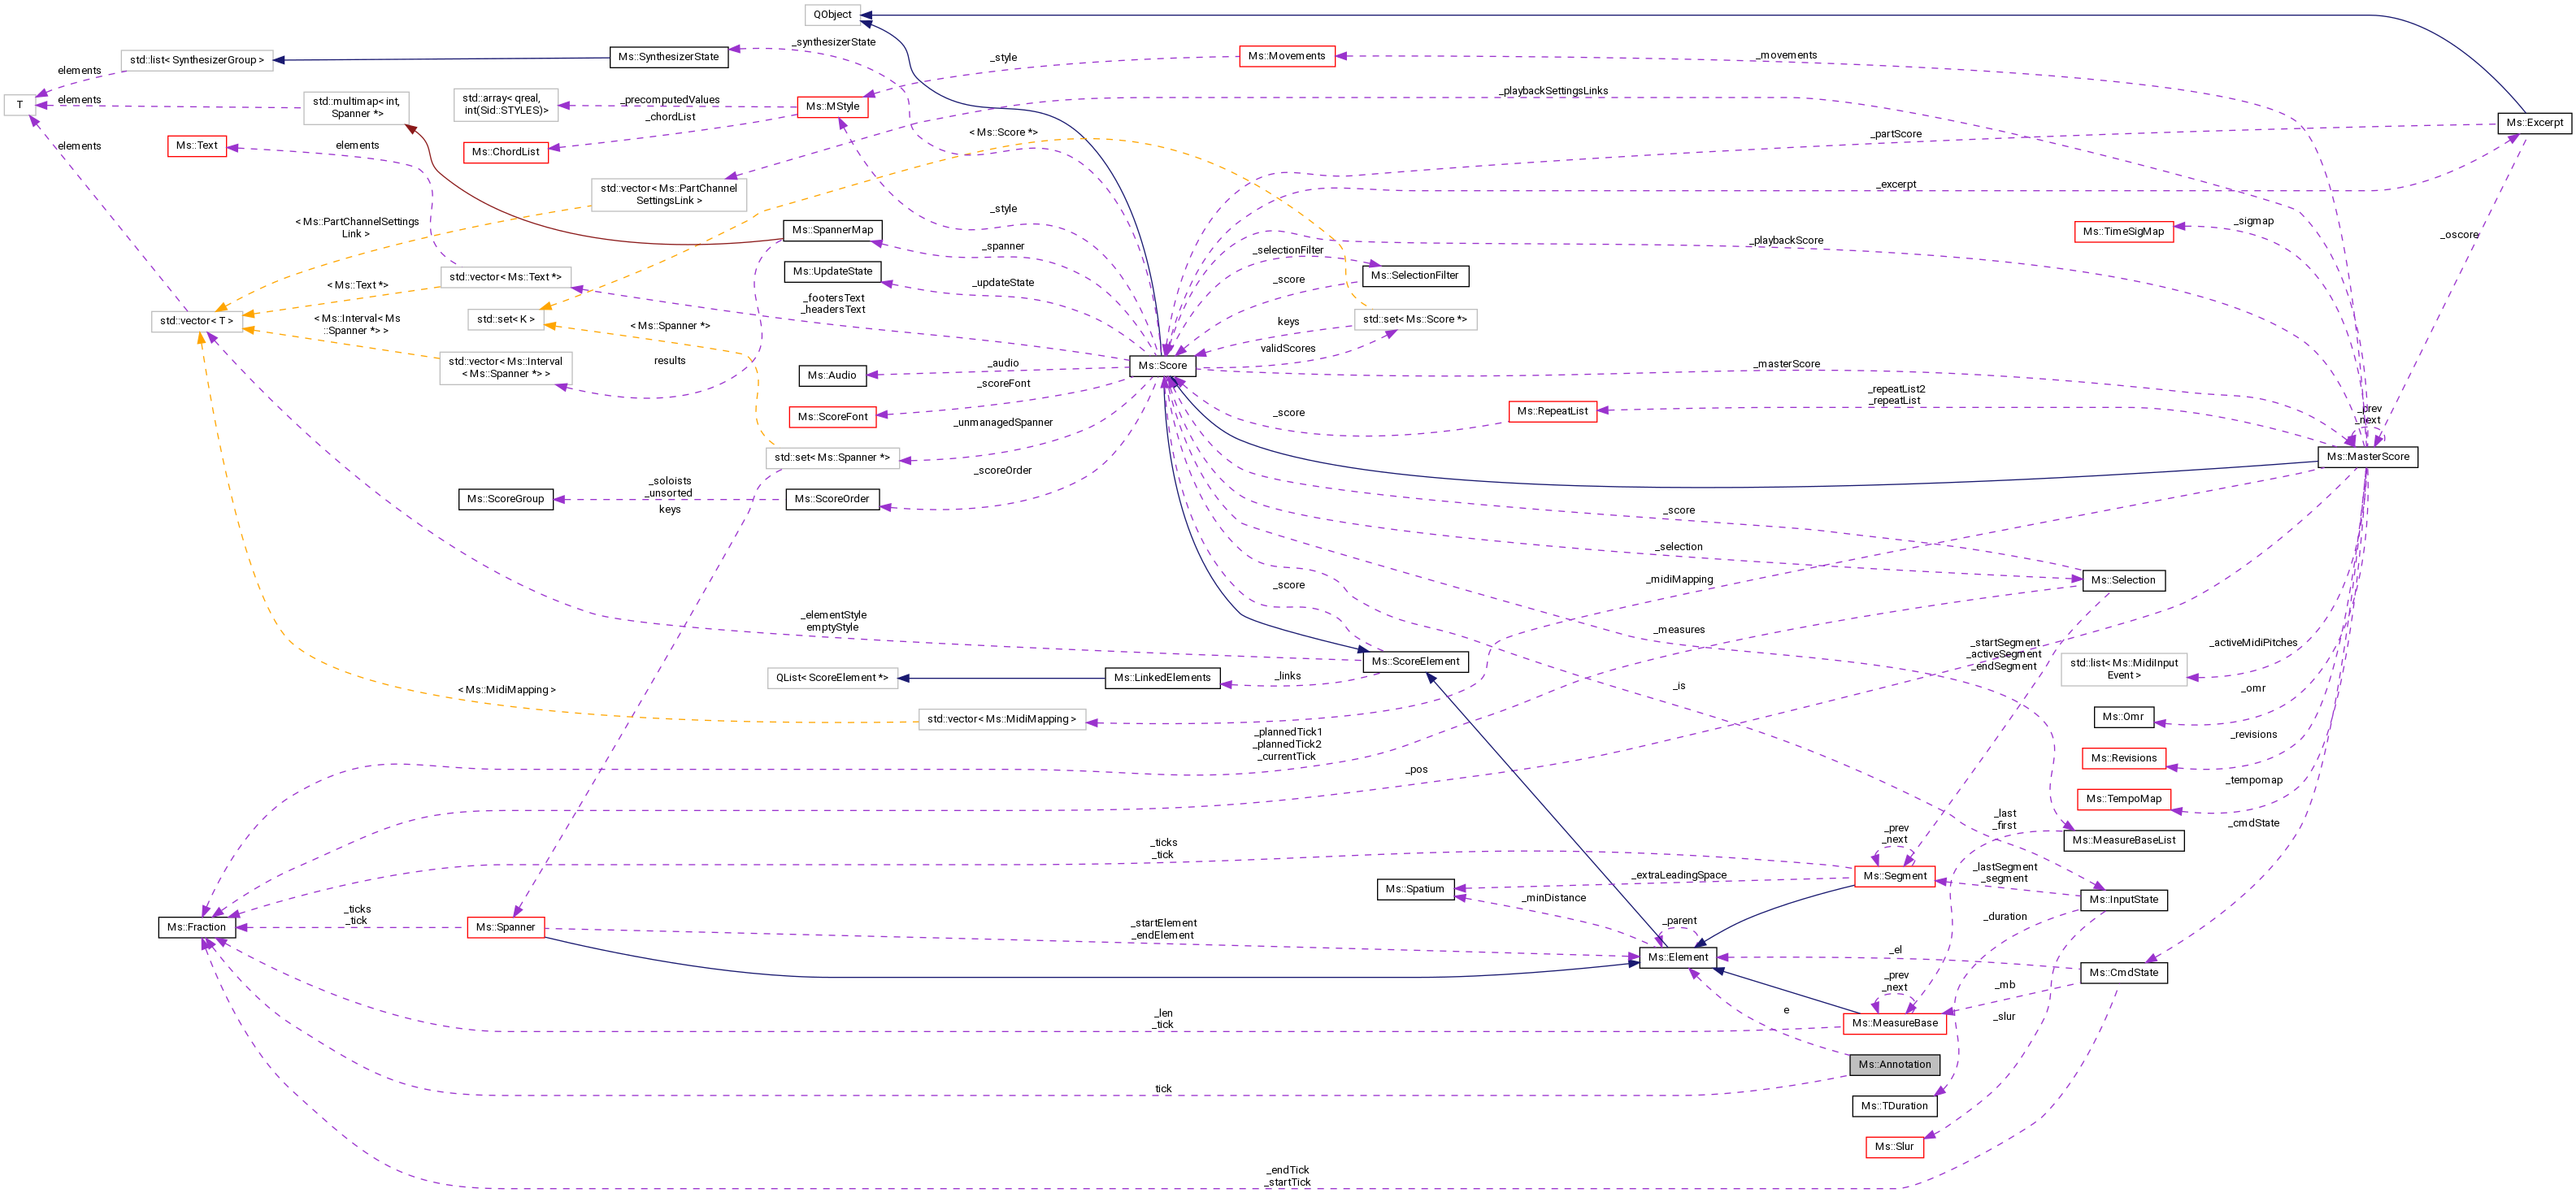 QObject
_synthesizerState
std::list< SynthesizerGroup >
Ms::SynthesizerState
Ms::Movements
_movements
_style
elements
T
elements
std::multimap< int,
Spanner *>
std::array< qreal,
int(Sid::STYLES)>
_precomputedValues
_chordList
Ms::MStyle
_playbackSettingsLinks
Ms::Excerpt
_partScore
< Ms::Score *>
Ms::Text
elements
elements
Ms::ChordList
std::vector< Ms::PartChannel
SettingsLink >
_excerpt
< Ms::PartChannelSettings
Link >
_style
Ms::SpannerMap
_spanner
_selectionFilter
_playbackScore
Ms::TimeSigMap
_sigmap
_oscore
std::vector< Ms::Text *>
Ms::UpdateState
_updateState
_score
Ms::SelectionFilter
< Ms::Text *>
_footersText
_headersText
std::vector< T >
< Ms::Interval< Ms
::Spanner *> >
std::set< K >
< Ms::Spanner *>
keys
std::set< Ms::Score *>
validScores
std::vector< Ms::Interval
< Ms::Spanner *> >
results
Ms::Audio
_audio
Ms::Score
_masterScore
_scoreFont
Ms::ScoreFont
_score
Ms::RepeatList
_repeatList2
_repeatList
_prev
_next
_unmanagedSpanner
std::set< Ms::Spanner *>
Ms::MasterScore
_scoreOrder
Ms::ScoreGroup
_soloists
_unsorted
keys
Ms::ScoreOrder
_score
_selection
_midiMapping
Ms::Selection
_score
_elementStyle
emptyStyle
_measures
_startSegment
_activeSegment
_endSegment
_activeMidiPitches
Ms::ScoreElement
std::list< Ms::MidiInput
Event >
QList< ScoreElement *>
Ms::LinkedElements
_links
_is
< Ms::MidiMapping >
std::vector< Ms::MidiMapping >
_omr
Ms::Omr
_plannedTick1
_plannedTick2
_currentTick
_revisions
Ms::Revisions
_pos
_tempomap
Ms::TempoMap
_last
_first
_cmdState
Ms::MeasureBaseList
_prev
_next
_ticks
_tick
Ms::Segment
_lastSegment
_segment
_extraLeadingSpace
Ms::Spatium
_minDistance
Ms::InputState
_ticks
_tick
Ms::Fraction
Ms::Spanner
_startElement
_endElement
_parent
_duration
Ms::Element
_el
Ms::CmdState
_prev
_next
_mb
_len
_tick
e
Ms::MeasureBase
_slur
Ms::Annotation
tick
Ms::TDuration
Ms::Slur
_endTick
_startTick